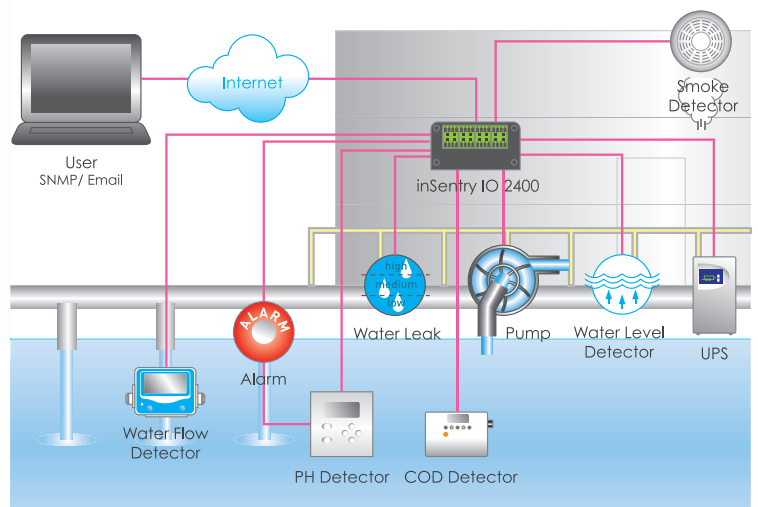 Internet
Smoke
Detector
User
SNMP/ Email
inSentry IO 2400
high
medium
low
Water Leak
Pump
Water Level
Detector
UPS
ALARM
Alarm
Water Flow
Detector
PH Detector
COD Detector